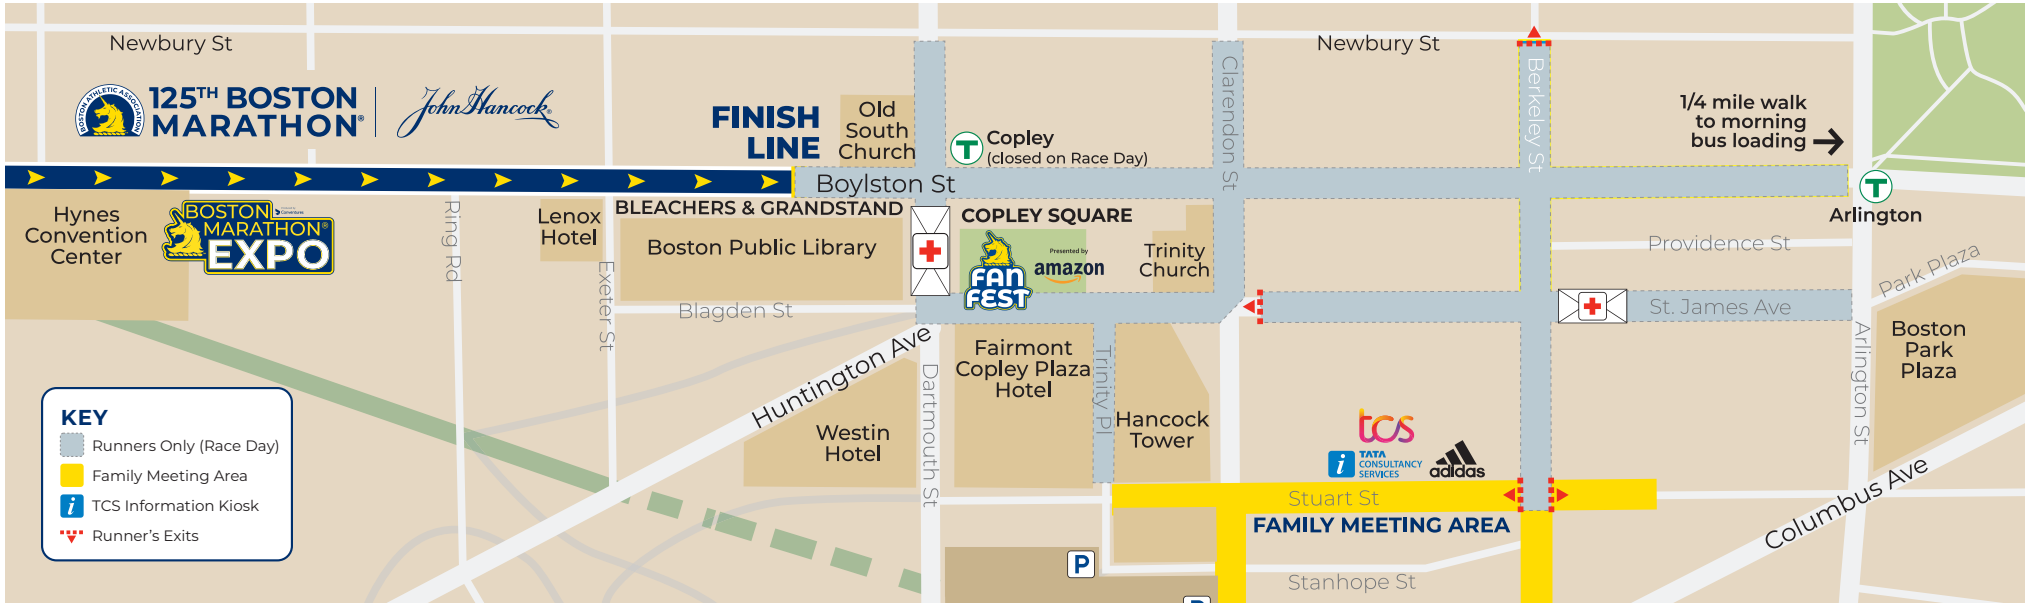 Newbury St
Newbury St
BOSTON ATHLETIC ASSOCIATION
125TH BOSTON
MARATHON®
John Hancock
FINISH
LINE
Old
South
Church
T
Copley
(closed on Race Day)
Clarendon St
Berkeley St
1/4 mile walk
to morning
bus loading
Boylston St
T
Arlington
Hynes
Convention
Center
BOSTON
MARATHON®
EXPO
Ring Rd
Lenox
Hotel
Exeter St
BLEACHERS & GRANDSTAND
Boston Public Library
COPLEY SQUARE
FAN
FEST
Presented by
amazon
Trinity
Church
Providence St
Park Plaza
Blagden St
St. James Ave
Huntington Ave
Dartmouth St
Fairmont
Copley Plaza
Hotel
Trinity Pl
Hancock
Tower
Westin
Hotel
Arlington St
Boston
Park
Plaza
Columbus Ave
tcs
i
TATA
CONSULTANCY
SERVICES
adidas
Stuart St
FAMILY MEETING AREA
Stanhope St
P
P
KEY
Runners Only (Race Day)
Family Meeting Area
i
TCS Information Kiosk
Runner's Exits